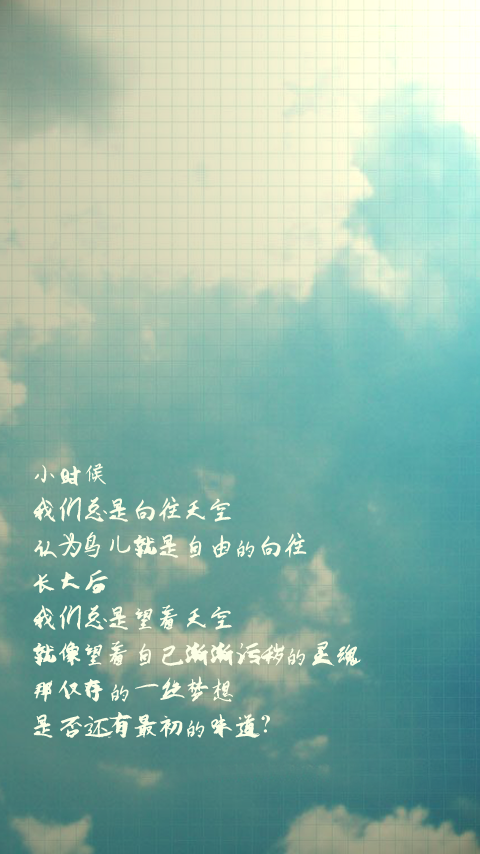 小时候
我们总是向往天空
认为鸟儿就是自由的向往
长大后
我们总是望着天空
就像望着自己渐渐污秽的灵魂
那仅存的一丝梦想
是否还有最初的味道?